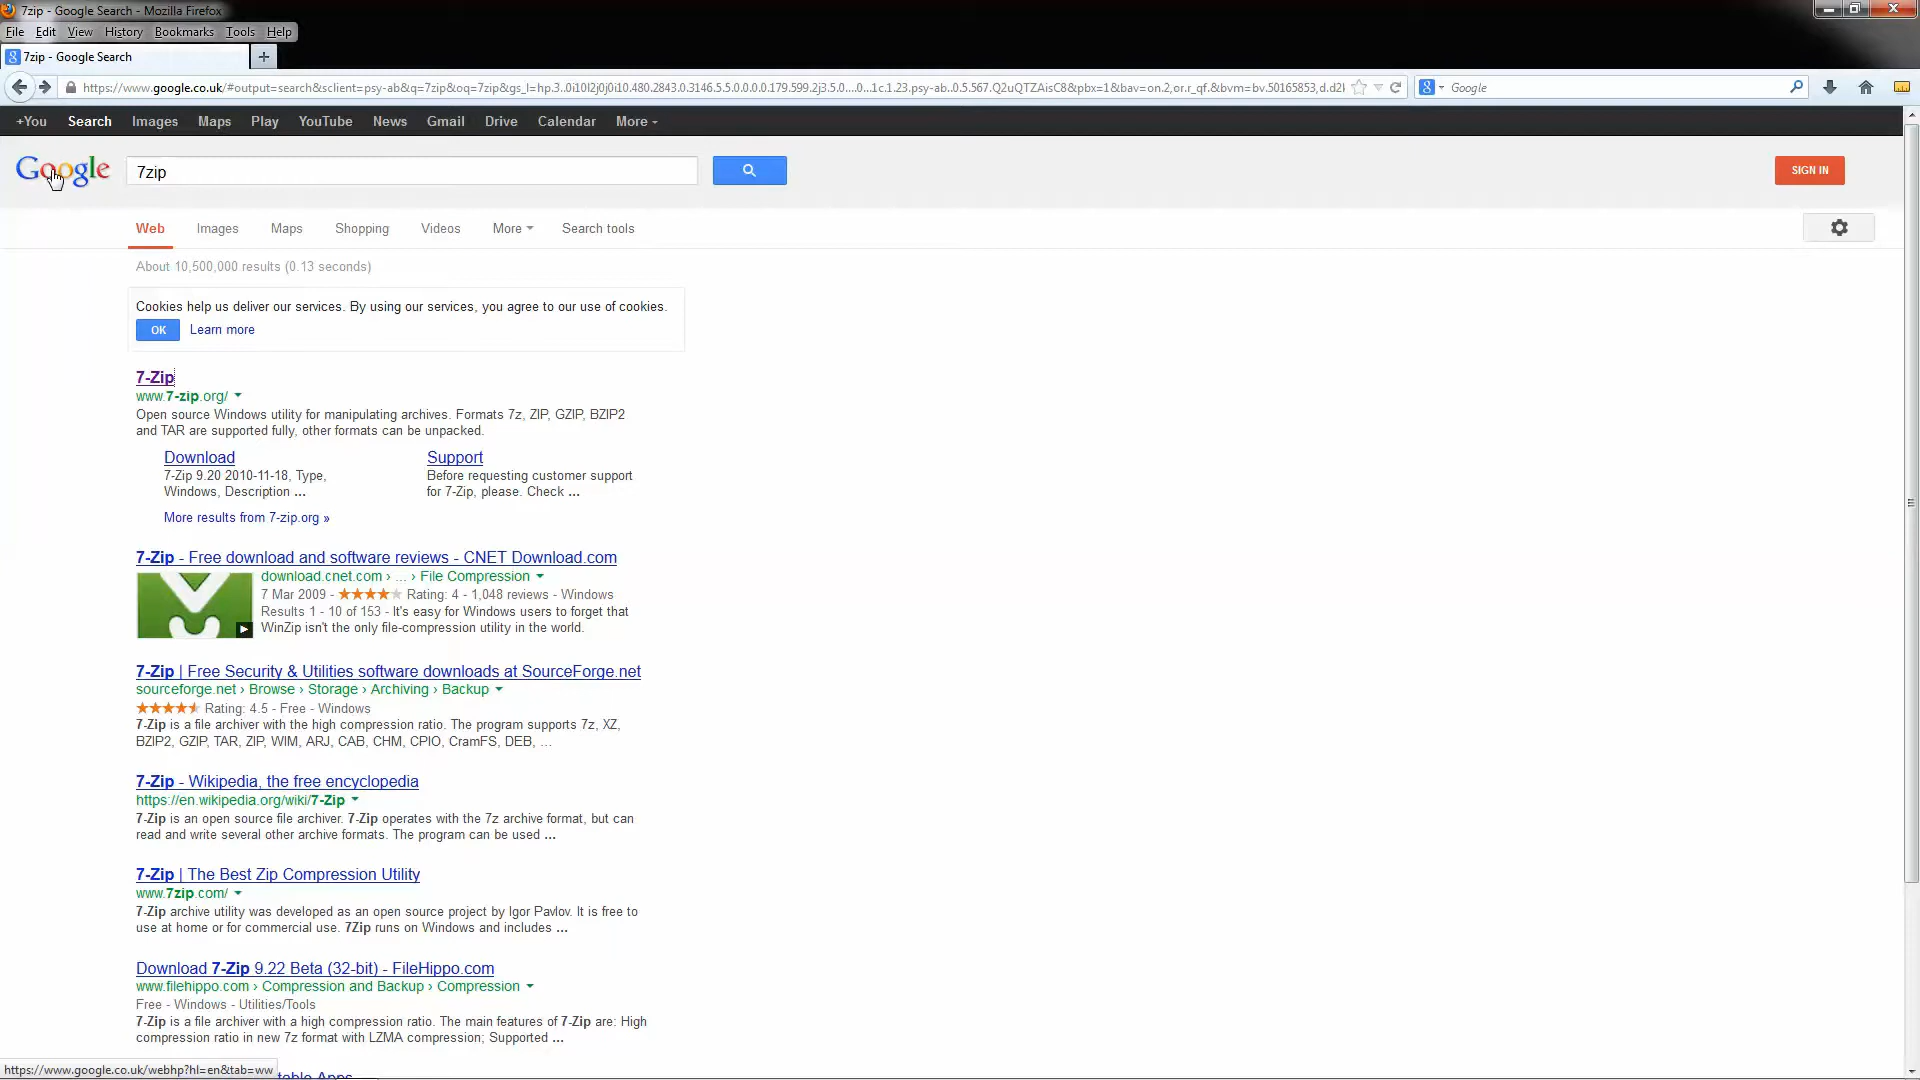 7zip - Google Search - Mozilla Firefox
File Edit View History Bookmarks Tools Help
7zip - Google Search
https://www.google.co.uk/#output=search&sclient=psy-ab&q=7zip&oq=7zip&gs_l=hp.3..0i10l2j0j0i10.480.2843.0.3146.5.5.0.0.0.0.179.599.2j3.5.0....0...1c.1.23.psy-ab..0.5.567.Q2uQTZAisC8&pbx=1&bav=on.2,or.r_qf.&bvm=bv.50165853,d.d2l Google
+You Search Images Maps Play YouTube News Gmail Drive Calendar More
Google 7zip SIGN IN
Web Images Maps Shopping Videos More Search tools
About 10,500,000 results (0.13 seconds)
Cookies help us deliver our services. By using our services, you agree to our use of cookies.
OK Learn more
7-Zip
www.7-zip.org/
Open source Windows utility for manipulating archives. Formats 7z, ZIP, GZIP, BZIP2
and TAR are supported fully, other formats can be unpacked.
Download Support
7-Zip 9.20 2010-11-18, Type, Before requesting customer support
Windows, Description ... for 7-Zip, please. Check ...
More results from 7-zip.org »
7-Zip - Free download and software reviews - CNET Download.com
download.cnet.com › ... › File Compression
7 Mar 2009 - Rating: 4 - 1,048 reviews - Windows
Results 1 - 10 of 153 - It's easy for Windows users to forget that
WinZip isn't the only file-compression utility in the world.
7-Zip | Free Security & Utilities software downloads at SourceForge.net
sourceforge.net › Browse › Storage › Archiving › Backup
Rating: 4.5 - Free - Windows
7-Zip is a file archiver with the high compression ratio. The program supports 7z, XZ,
BZIP2, GZIP, TAR, ZIP, WIM, ARJ, CAB, CHM, CPIO, CramFS, DEB, ...
7-Zip - Wikipedia, the free encyclopedia
https://en.wikipedia.org/wiki/7-Zip
7-Zip is an open source file archiver. 7-Zip operates with the 7z archive format, but can
read and write several other archive formats. The program can be used ...
7-Zip | The Best Zip Compression Utility
www.7zip.com/
7-Zip archive utility was developed as an open source project by Igor Pavlov. It is free to
use at home or for commercial use. 7Zip runs on Windows and includes ...
Download 7-Zip 9.22 Beta (32-bit) - FileHippo.com
www.filehippo.com › Compression and Backup › Compression
Free - Windows - Utilities/Tools
7-Zip is a file archiver with a high compression ratio. The main features of 7-Zip are: High
compression ratio in new 7z format with LZMA compression; Supported ...
https://www.google.co.uk/webhp?hl=en&tab=ww Apps